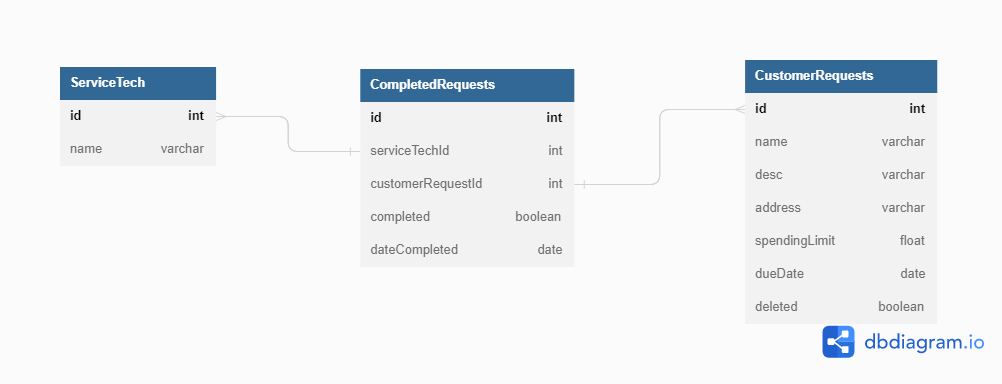 ServiceTech
id int
name varchar
CompletedRequests
id int
serviceTechId int
customerRequestId int
completed boolean
dateCompleted date
CustomerRequests
id int
name varchar
desc varchar
address varchar
spendingLimit float
dueDate date
deleted boolean
dbdiagram.io